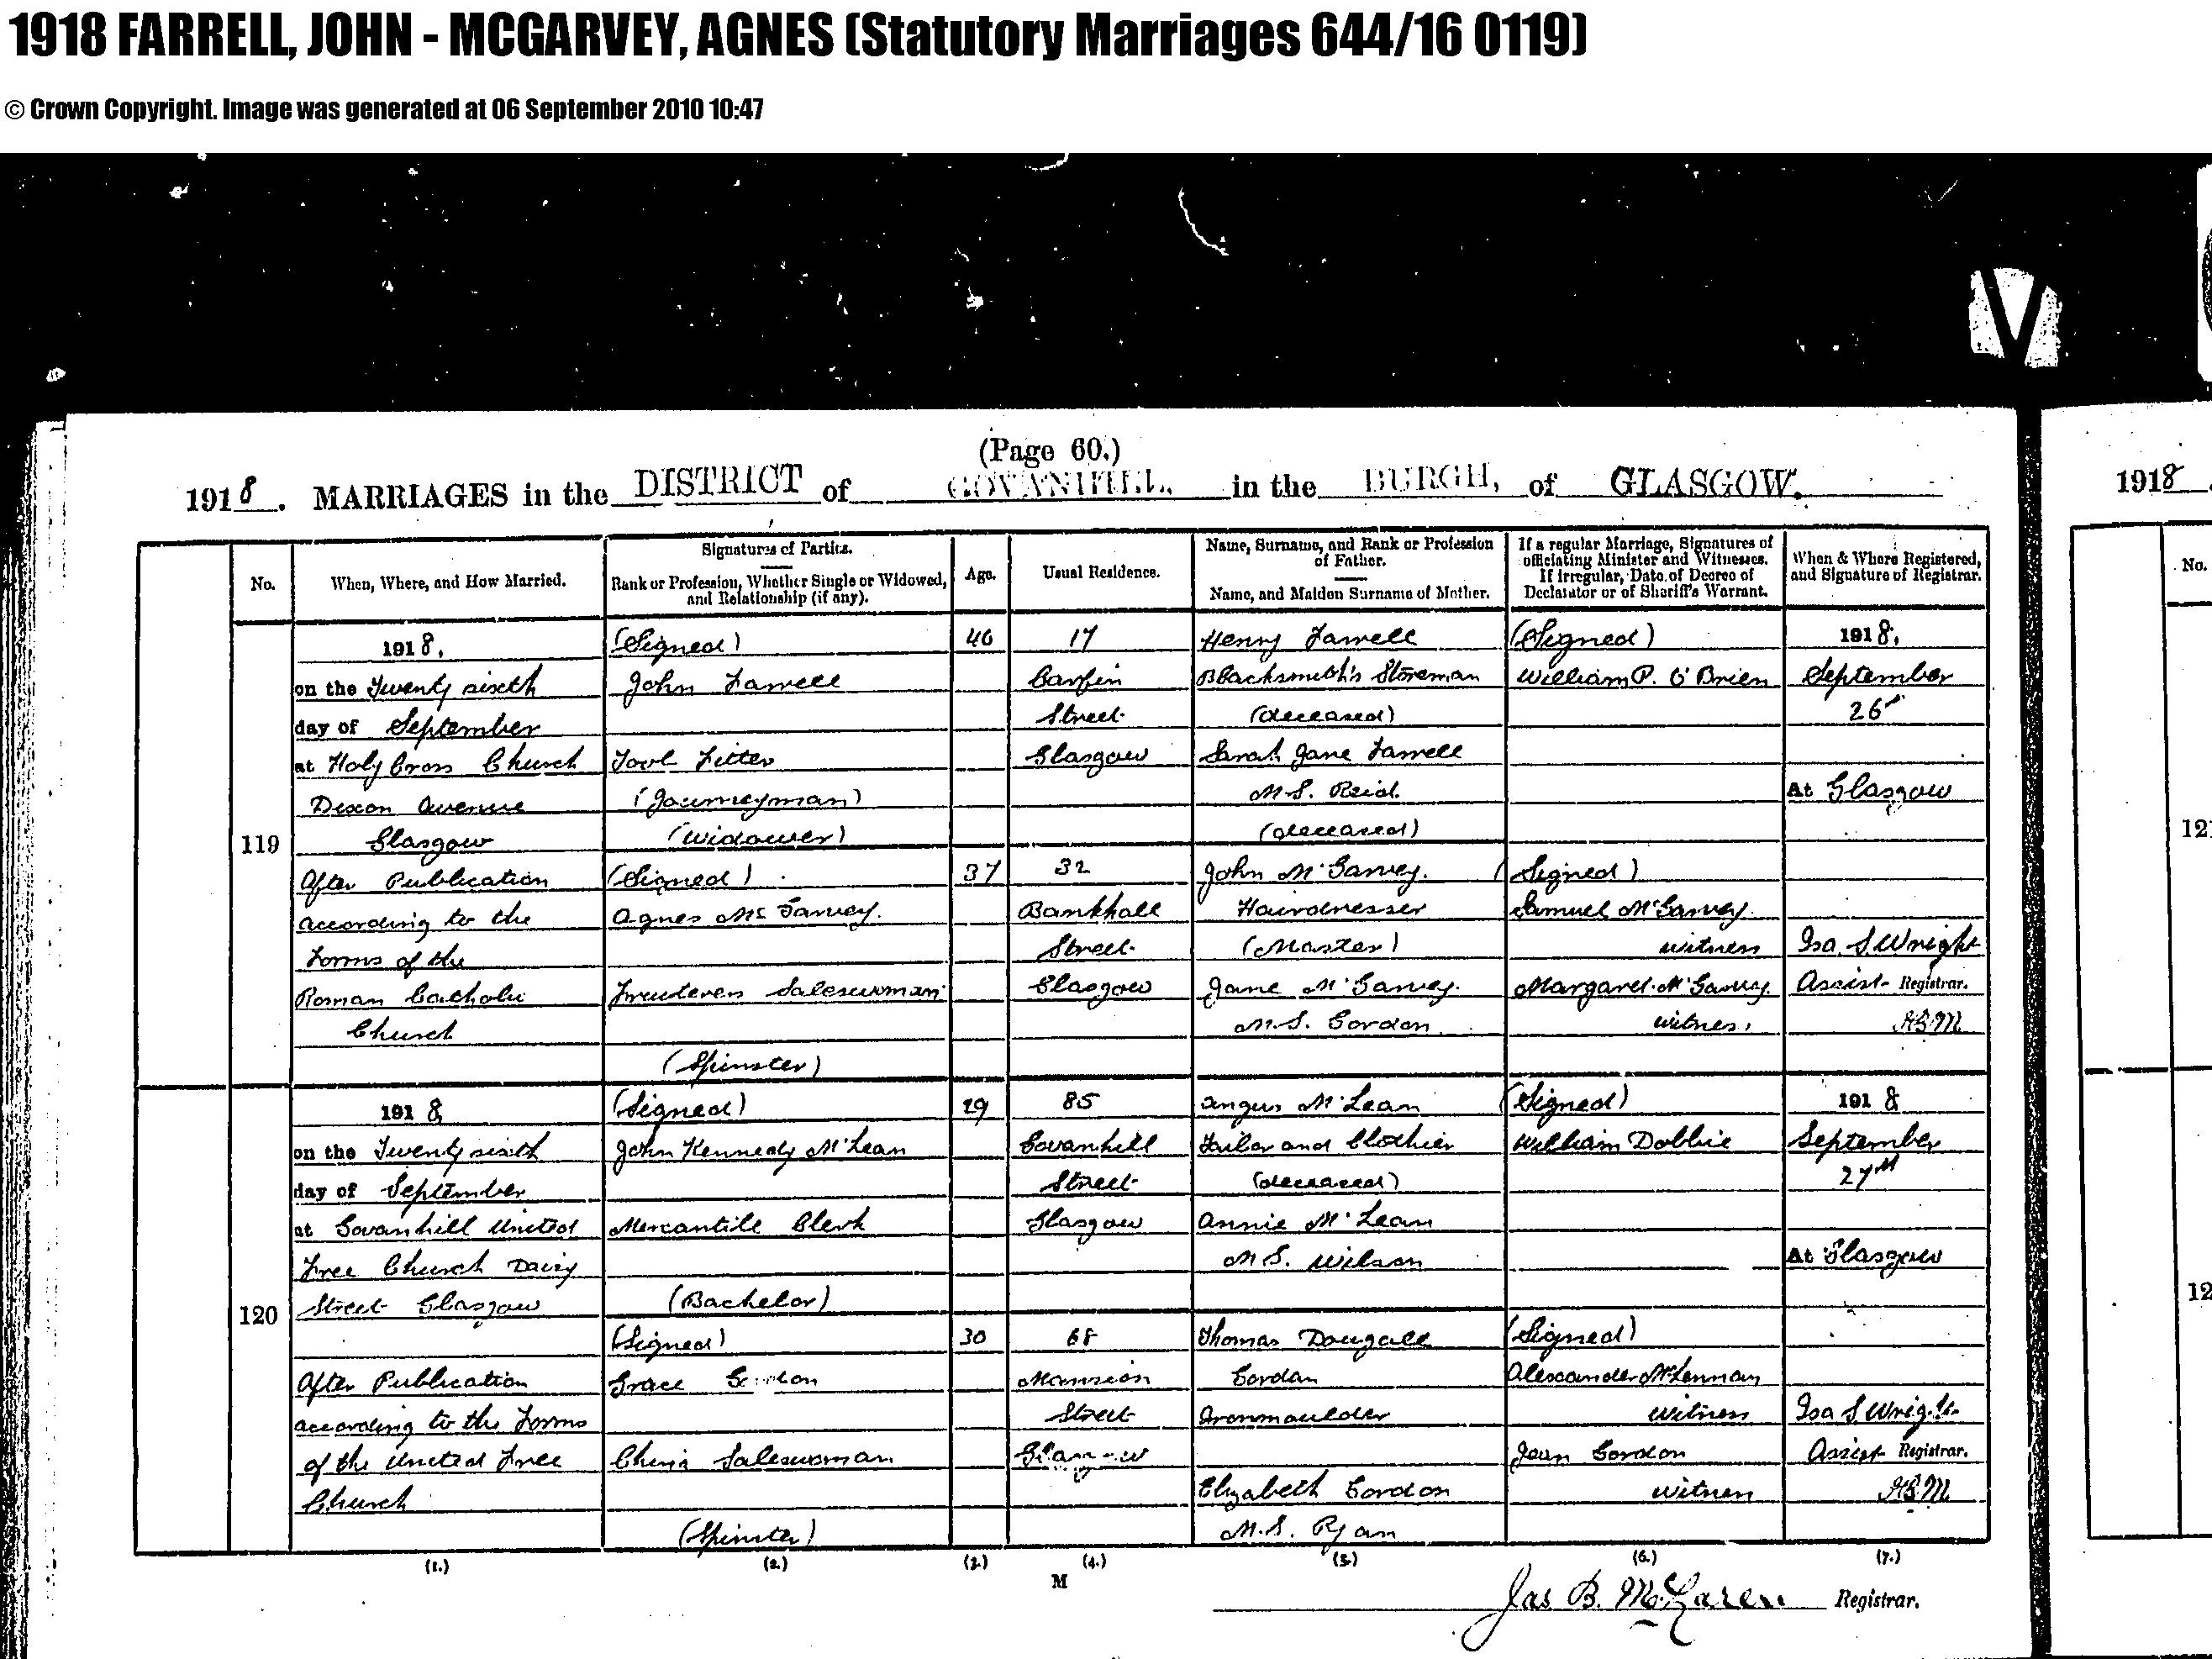 1918 FARRELL, JOHN - MCGARVEY, AGNES (Statutory Marriages 644/16 0119)
© Crown Copyright. Image was generated at 06 September 2010 10:47
(Page 60.)
1918. MARRIAGES in the DISTRICT of GOVANHILL, in the BURGH, of GLASGOW.
1918
No.
When, Where, and How Married.
Signatures of Parties.
Rank or Profession, Whether Single or Widowed,
and Relationship (if any).
Age.
Usual Residence.
Name, Surname, and Rank or Profession
of Father.
Name, and Maiden Surname of Mother.
If a regular Marriage, Signatures of
officiating Minister and Witnesses.
If irregular, Date of Decree of
Declarator or of Sheriff's Warrant.
When & Where Registered,
and Signature of Registrar.
No.
119
1918,
on the Twenty sixth
day of September
at Holy Cross Church
Dixon Avenue
Glasgow
After Publication
according to the
Forms of the
Roman Catholic
Church
(Signed)
John Farrell
Tool Fitter
(Journeyman)
(Widower)
(Signed)
Agnes Mc Garvey.
Fruiterers Saleswoman
(Spinster)
40
37
17
Carfin
Street
Glasgow
32
Bankhall
Street
Glasgow
Henry Farrell
Blacksmith's Storeman
(deceased)
Sarah Jane Farrell
M.S. Reid.
(deceased)
John McGarvey.
Hairdresser
(Master)
Jane McGarvey.
M.S. Gordon.
(Signed)
William P. O'Brien
(Signed)
Samuel McGarvey.
witness
Margaret McGarvey.
witness.
1918,
September
26th
At Glasgow
Isa. S. Wright
Assist Registrar.
120
1918
on the Twenty sixth
day of September
at Govanhill United
Free Church Daisy
Street Glasgow
After Publication
according to the Forms
of the United Free
Church
(Signed)
John Kennedy McLean
Mercantile Clerk
(Bachelor)
(Signed)
Grace Gordon
China Saleswoman
(Spinster)
29
30
85
Govanhill
Street
Glasgow
68
Mansion
Street
Glasgow
Angus McLean
Tailor and Clothier
(deceased)
Annie McLean
M.S. Wilson
Thomas Dougall
Gordon
Ironmoulder
Elizabeth Gordon
M.S. Ryan
(Signed)
William Dobbie
(Signed)
Alexander McLennan
witness
Jean Gordon
witness
1918
September
27th
At Glasgow
Isa S Wright
Assist Registrar.
(1.)
(2.)
(3.)
(4.)
(5.)
(6.)
(7.)
M
Jas B. McLaren Registrar.